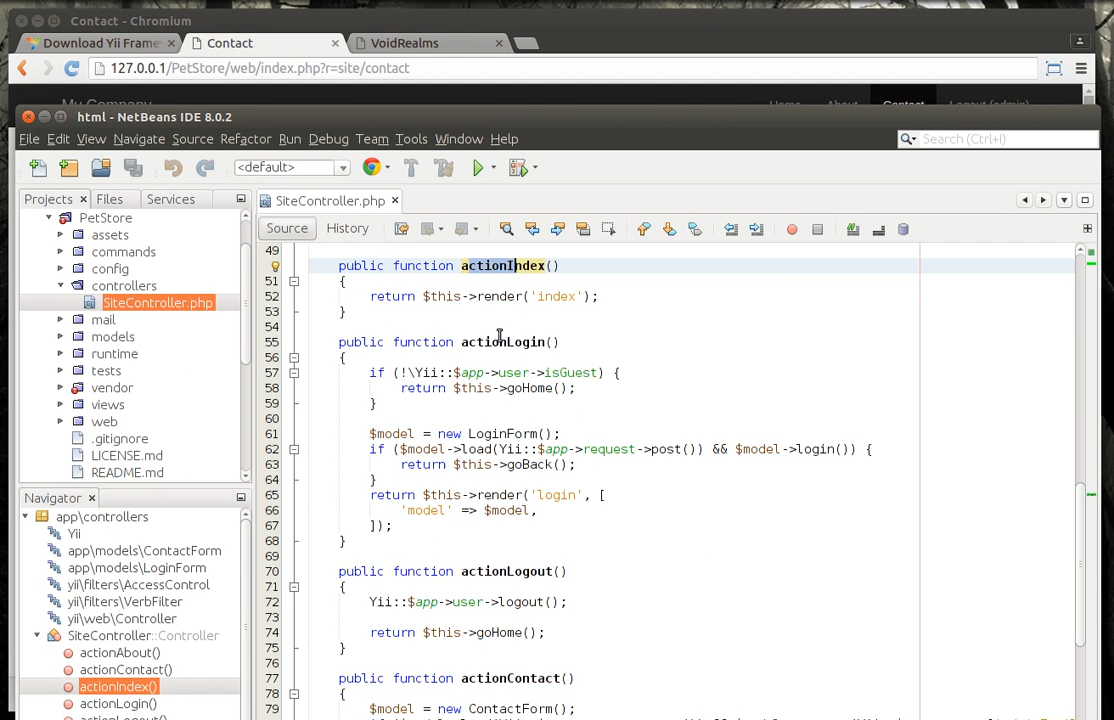 Contact - Chromium
Download Yii Frame
Contact
VoidRealms
127.0.0.1/PetStore/web/index.php?r=site/contact
My Company
Home
About
Contact
Logout (admin)
html - NetBeans IDE 8.0.2
File Edit View Navigate Source Refactor Run Debug Team Tools Window Help
Search (Ctrl+I)
<default>
Projects
Files
Services
SiteController.php
Source
History
PetStore
assets
commands
config
controllers
SiteController.php
mail
models
runtime
tests
vendor
views
web
.gitignore
LICENSE.md
README.md
Navigator
app\controllers
Yii
app\models\ContactForm
app\models\LoginForm
yii\filters\AccessControl
yii\filters\VerbFilter
yii\web\Controller
SiteController::Controller
actionAbout()
actionContact()
actionIndex()
actionLogin()
actionLogout()
49
public function actionIndex()
51 {
52 return $this->render('index');
53 }
54
55 public function actionLogin()
56 {
57 if (!\Yii::$app->user->isGuest) {
58 return $this->goHome();
59 }
60
61 $model = new LoginForm();
62 if ($model->load(Yii::$app->request->post()) && $model->login()) {
63 return $this->goBack();
64 }
65 return $this->render('login', [
66 'model' => $model,
67 ]);
68 }
69
70 public function actionLogout()
71 {
72 Yii::$app->user->logout();
73
74 return $this->goHome();
75 }
76
77 public function actionContact()
78 {
79 $model = new ContactForm();